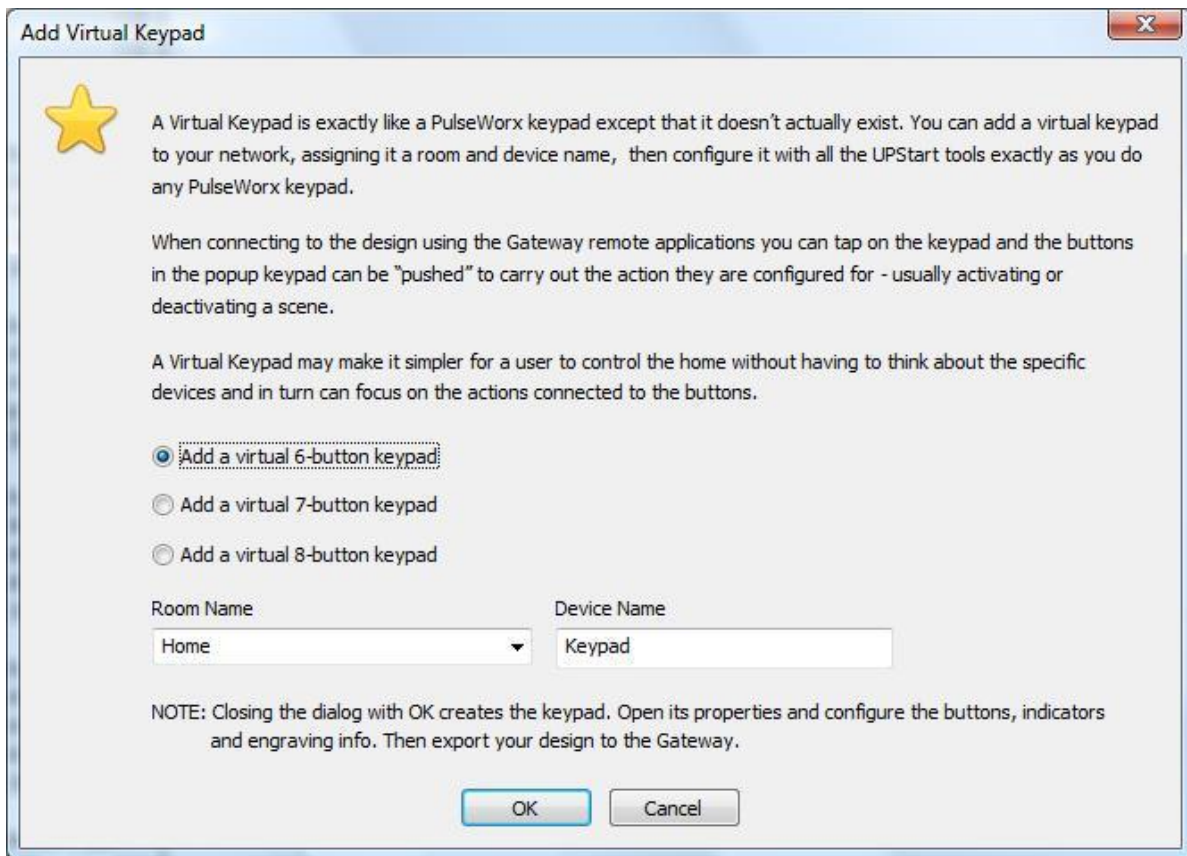 Add Virtual Keypad
A Virtual Keypad is exactly like a PulseWorx keypad except that it doesn't actually exist. You can add a virtual keypad
to your network, assigning it a room and device name, then configure it with all the UPStart tools exactly as you do
any PulseWorx keypad.
When connecting to the design using the Gateway remote applications you can tap on the keypad and the buttons
in the popup keypad can be “pushed” to carry out the action they are configured for - usually activating or
deactivating a scene.
A Virtual Keypad may make it simpler for a user to control the home without having to think about the specific
devices and in turn can focus on the actions connected to the buttons.
Add a virtual 6-button keypad
Add a virtual 7-button keypad
Add a virtual 8-button keypad
Room Name
Device Name
Home
Keypad
NOTE: Closing the dialog with OK creates the keypad. Open its properties and configure the buttons, indicators
and engraving info. Then export your design to the Gateway.
OK
Cancel